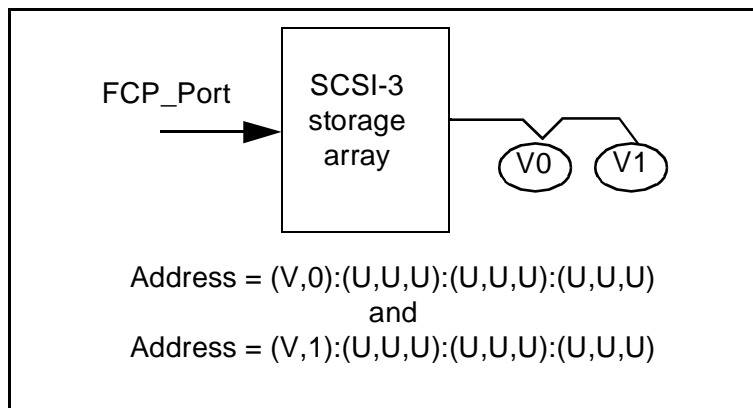 FCP_Port
SCSI-3
storage
array
V0
V1
Address = (V,0):(U,U,U):(U,U,U):(U,U,U)
and
Address = (V,1):(U,U,U):(U,U,U):(U,U,U)